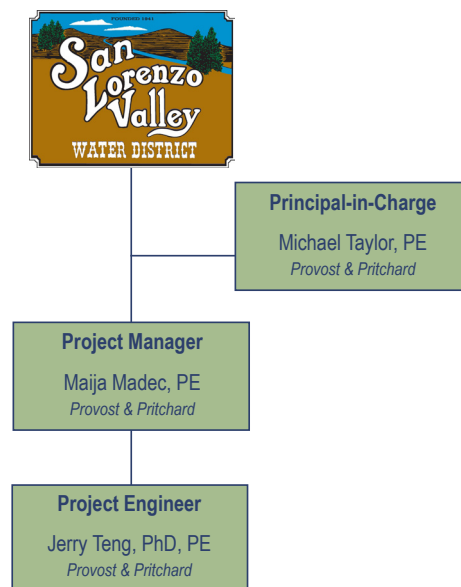 FOUNDED 1941
San
Lorenzo
Valley
WATER DISTRICT
Principal-in-Charge
Michael Taylor, PE
Provost & Pritchard
Project Manager
Maija Madec, PE
Provost & Pritchard
Project Engineer
Jerry Teng, PhD, PE
Provost & Pritchard